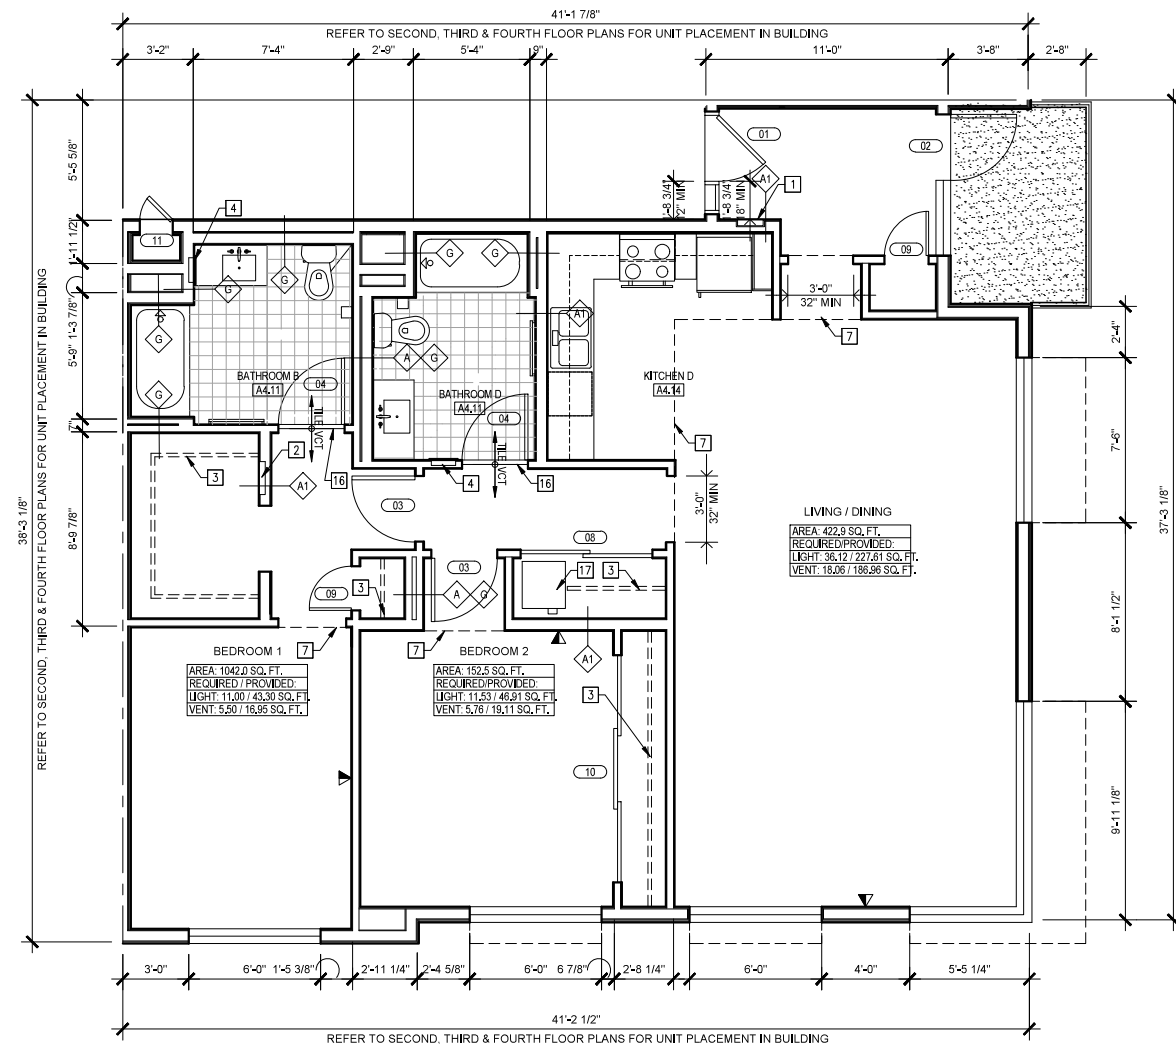 41'-1 7/8"
REFER TO SECOND, THIRD & FOURTH FLOOR PLANS FOR UNIT PLACEMENT IN BUILDING
3'-2"
7'-4"
2'-9"
5'-4"
9"
11'-0"
3'-8"
2'-8"
5'-5 5/8"
4
11
01
02
A1
1
8 3/4"
12" MIN
8 3/4"
18" MIN
09
11 1/2"
1'-3 7/8"
5'-9"
7"
8'-9 7/8"
38'-3 1/8"
REFER TO SECOND, THIRD & FOURTH FLOOR PLANS FOR UNIT PLACEMENT IN BUILDING
G
G
G
G
G
G
A
G
A1
3'-0"
32" MIN
7
2'-4"
7'-6"
8'-1 1/2"
9'-11 1/8"
37'-3 1/8"
BATHROOM B
A4.11
04
TILE
VCT
BATHROOM D
A4.11
04
TILE
VCT
KITCHEN D
A4.14
7
3
2
A1
16
4
16
03
3'-0"
32" MIN
08
LIVING / DINING
AREA: 422.9 SQ. FT.
REQUIRED/PROVIDED:
LIGHT: 36.12 / 227.61 SQ. FT.
VENT: 18.06 / 186.96 SQ. FT.
03
17
3
09
3
A
G
7
7
A1
BEDROOM 1
AREA: 1042.0 SQ. FT.
REQUIRED / PROVIDED:
LIGHT: 11.00 / 43.30 SQ. FT.
VENT: 5.50 / 16.95 SQ. FT.
BEDROOM 2
AREA: 152.5 SQ. FT.
REQUIRED/PROVIDED:
LIGHT: 11.53 / 46.91 SQ. FT.
VENT: 5.76 / 19.11 SQ. FT.
3
10
3'-0"
6'-0"
1'-5 3/8"
2'-11 1/4"
2'-4 5/8"
6'-0"
6 7/8"
2'-8 1/4"
6'-0"
4'-0"
5'-5 1/4"
41'-2 1/2"
REFER TO SECOND, THIRD & FOURTH FLOOR PLANS FOR UNIT PLACEMENT IN BUILDING